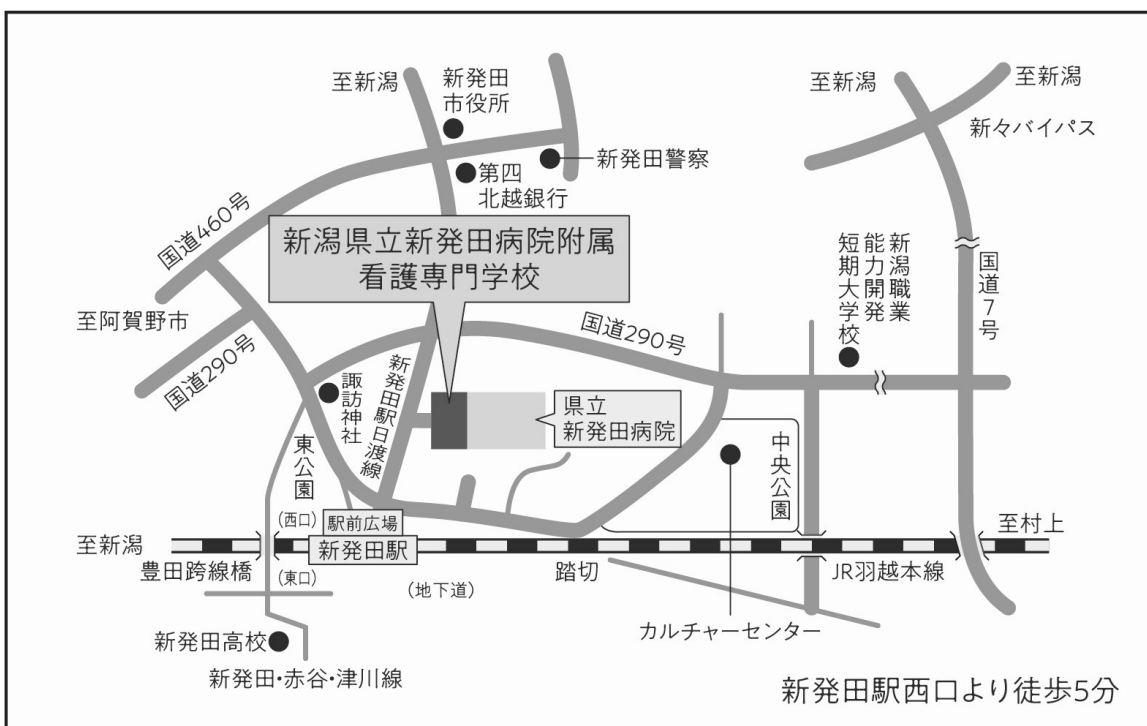 至新潟
新発田
市役所
至新潟
至新潟
新々バイパス
新発田警察
第四
北越銀行
国道460号
新潟県立新発田病院附属
看護専門学校
新潟職業
能力開発
短期大学校
国道7号
至阿賀野市
国道290号
国道290号
諏訪神社
新発田駅日渡線
県立
新発田病院
東公園
中央公園
(西口)
駅前広場
至新潟
新発田駅
至村上
豊田跨線橋
(東口)
(地下道)
踏切
JR羽越本線
カルチャーセンター
新発田高校
新発田・赤谷・津川線
新発田駅西口より徒歩5分